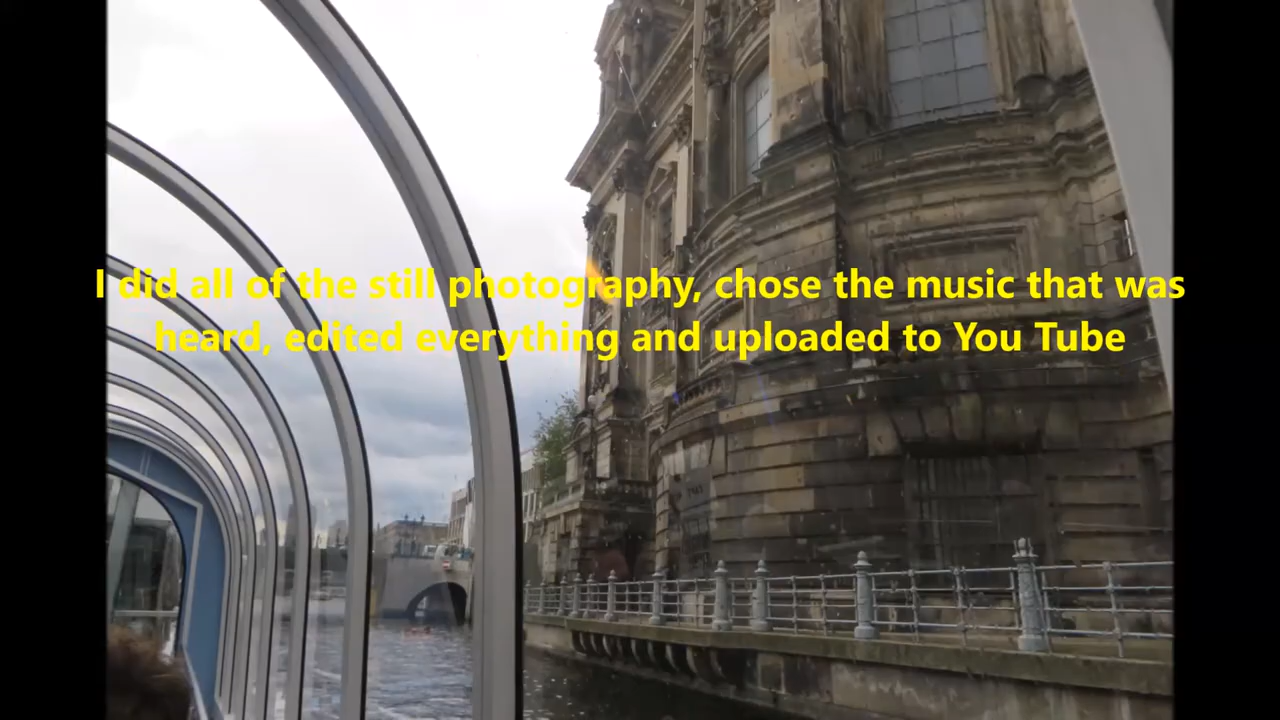 I did all of the still photography, chose the music that was
heard, edited everything and uploaded to You Tube